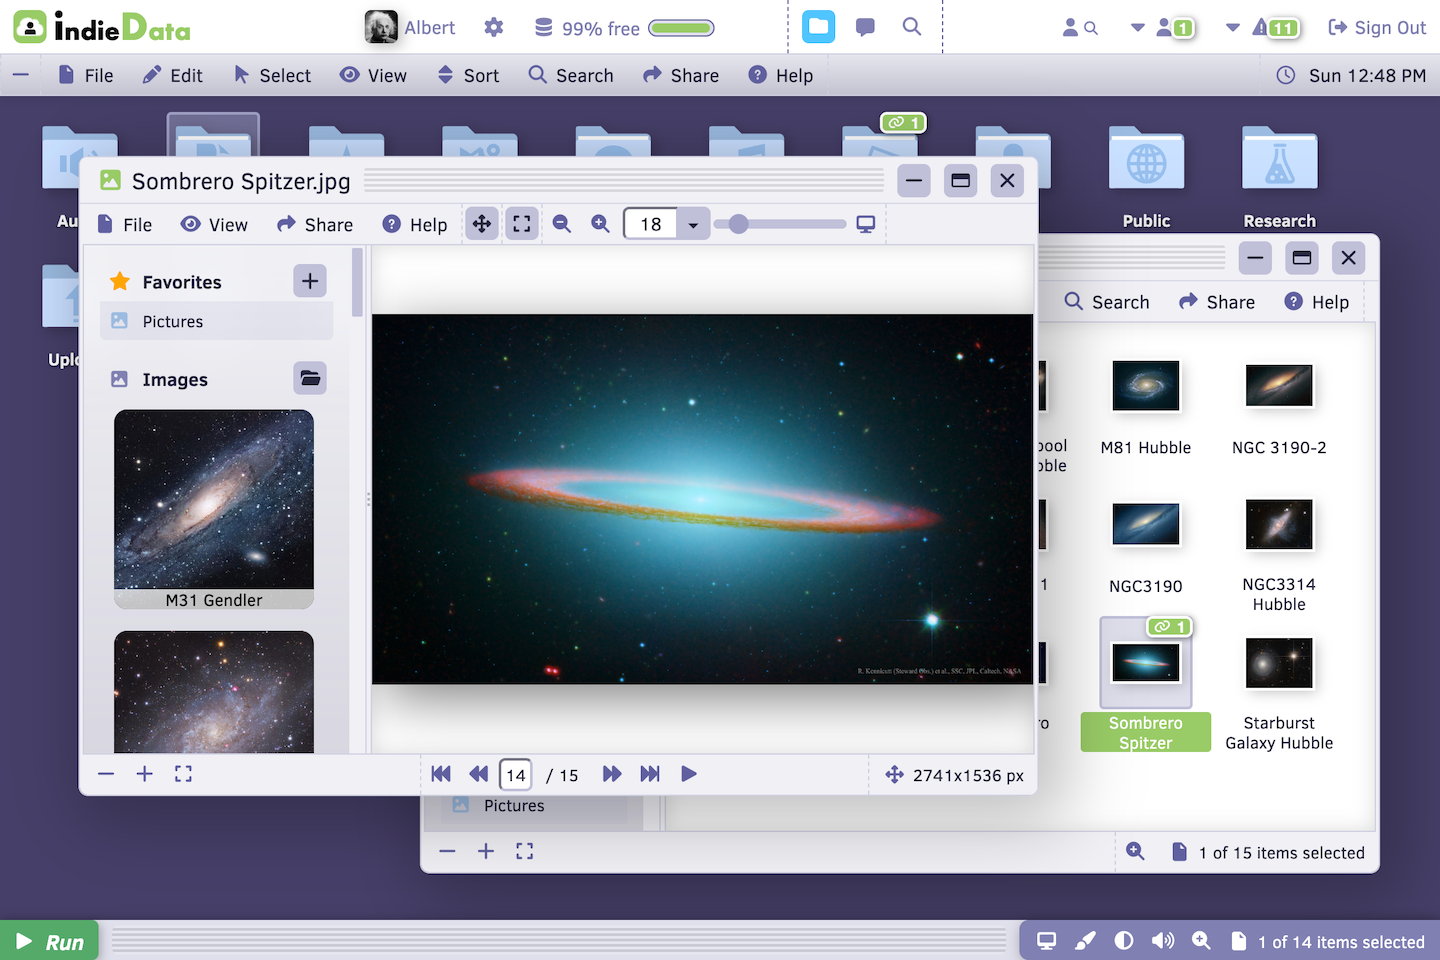 indieData
Albert
99% free
1
11
Sign Out
File
Edit
Select
View
Sort
Search
Share
Help
Sun 12:48 PM
1
Au
Public
Research
Uplo
Sombrero Spitzer.jpg
File
View
Share
Help
18
Favorites
Pictures
Images
M31 Gendler
R. Kennicutt (Steward Obs.) et al., SSC, JPL, Caltech, NASA
14 / 15
2741x1536 px
Search
Share
Help
pool
bble
M81 Hubble
NGC 3190-2
1
NGC3190
NGC3314
Hubble
1
ro
Sombrero
Spitzer
Starburst
Galaxy Hubble
Pictures
1 of 15 items selected
Run
1 of 14 items selected